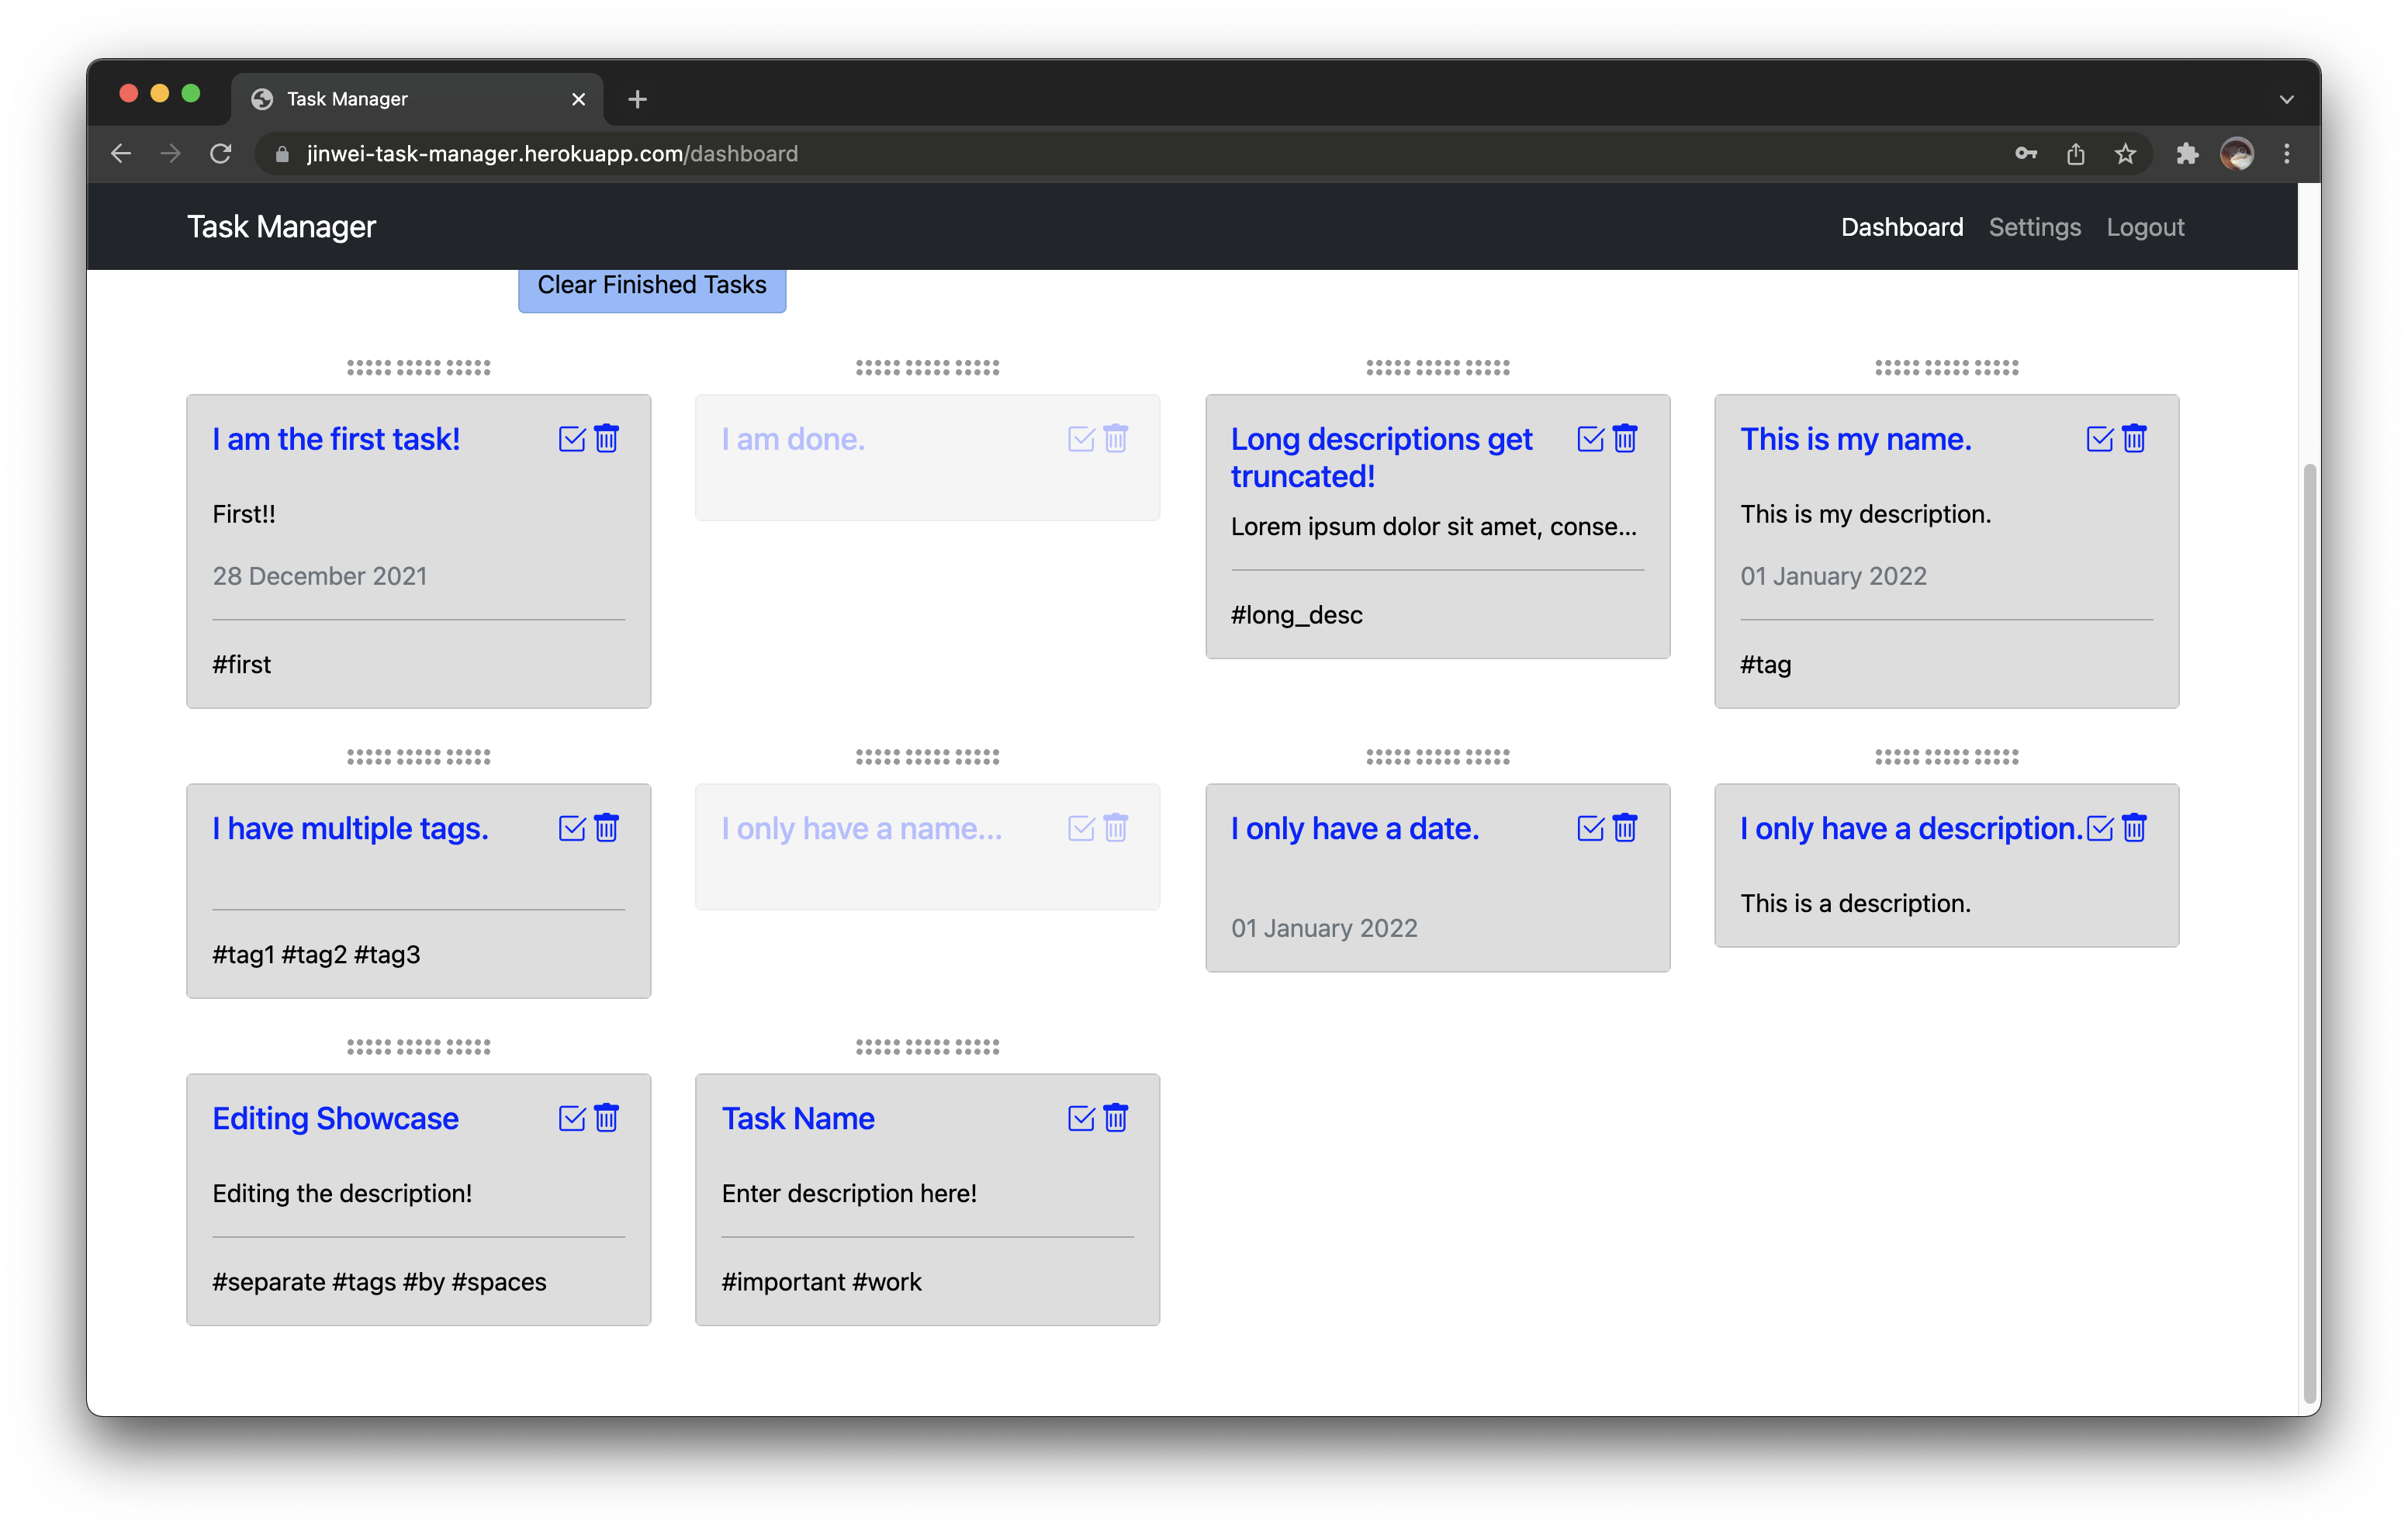 Task Manager
jinwei-task-manager.herokuapp.com/dashboard
Task Manager
Dashboard Settings Logout
Clear Finished Tasks
I am the first task!
First!!
28 December 2021
#first
I am done.
Long descriptions get
truncated!
Lorem ipsum dolor sit amet, conse...
#long_desc
This is my name.
This is my description.
01 January 2022
#tag
I have multiple tags.
#tag1 #tag2 #tag3
I only have a name...
I only have a date.
01 January 2022
I only have a description.
This is a description.
Editing Showcase
Editing the description!
#separate #tags #by #spaces
Task Name
Enter description here!
#important #work